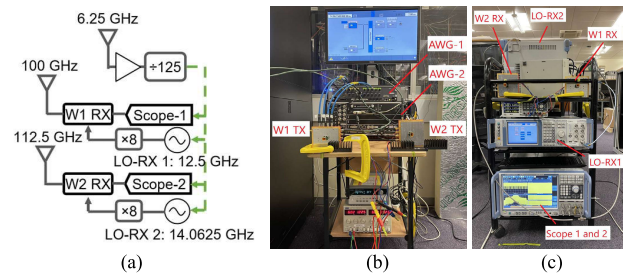 6.25 GHz
÷125
100 GHz
W1 RX
Scope-1
×8
LO-RX 1: 12.5 GHz
112.5 GHz
W2 RX
Scope-2
×8
LO-RX 2: 14.0625 GHz
(a)
AWG-1
AWG-2
W1 TX
W2 TX
(b)
W2 RX
LO-RX2
W1 RX
LO-RX1
Scope 1 and 2
(c)